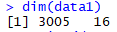 > dim(data1)
[1] 3005   16